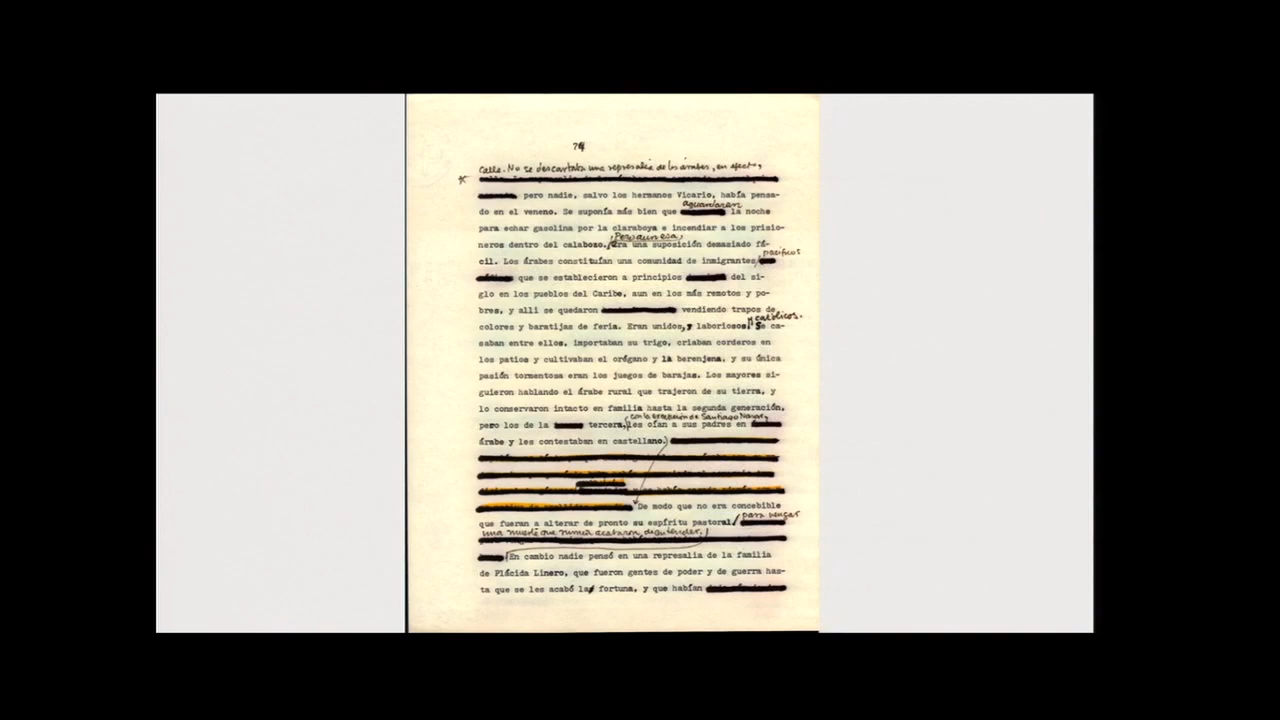 74
Calle. No se descartaba una represalia de los árabes, en efecto,
pero nadie, salvo los hermanos Vicario, había pensa-
aguardaran
do en el veneno. Se suponía más bien que la noche
para echar gasolina por la claraboya e incendiar a los prisio-
Pero aun esa
neros dentro del calabozo. Era una suposición demasiado fá-
pacíficos
cil. Los árabes constituían una comunidad de inmigrantes
que se establecieron a principios del si-
glo en los pueblos del Caribe, aun en los más remotos y po-
bres, y allí se quedaron vendiendo trapos de
y católicos.
colores y baratijas de feria. Eran unidos, laboriosos Se ca-
saban entre ellos, importaban su trigo, criaban corderos en
los patios y cultivaban el orégano y la berenjena, y su única
pasión tormentosa eran los juegos de barajas. Los mayores si-
guieron hablando el árabe rural que trajeron de su tierra, y
lo conservaron intacto en familia hasta la segunda generación,
con la excepción de Santiago Nasar,
pero los de la tercera, les oían a sus padres en
árabe y les contestaban en castellano.
De modo que no era concebible
que fueran a alterar de pronto su espíritu pastoral para vengar
una muerte que nunca acabaron de entender.
En cambio nadie pensó en una represalia de la familia
de Plácida Linero, que fueron gentes de poder y de guerra has-
ta que se les acabó la fortuna, y que habían